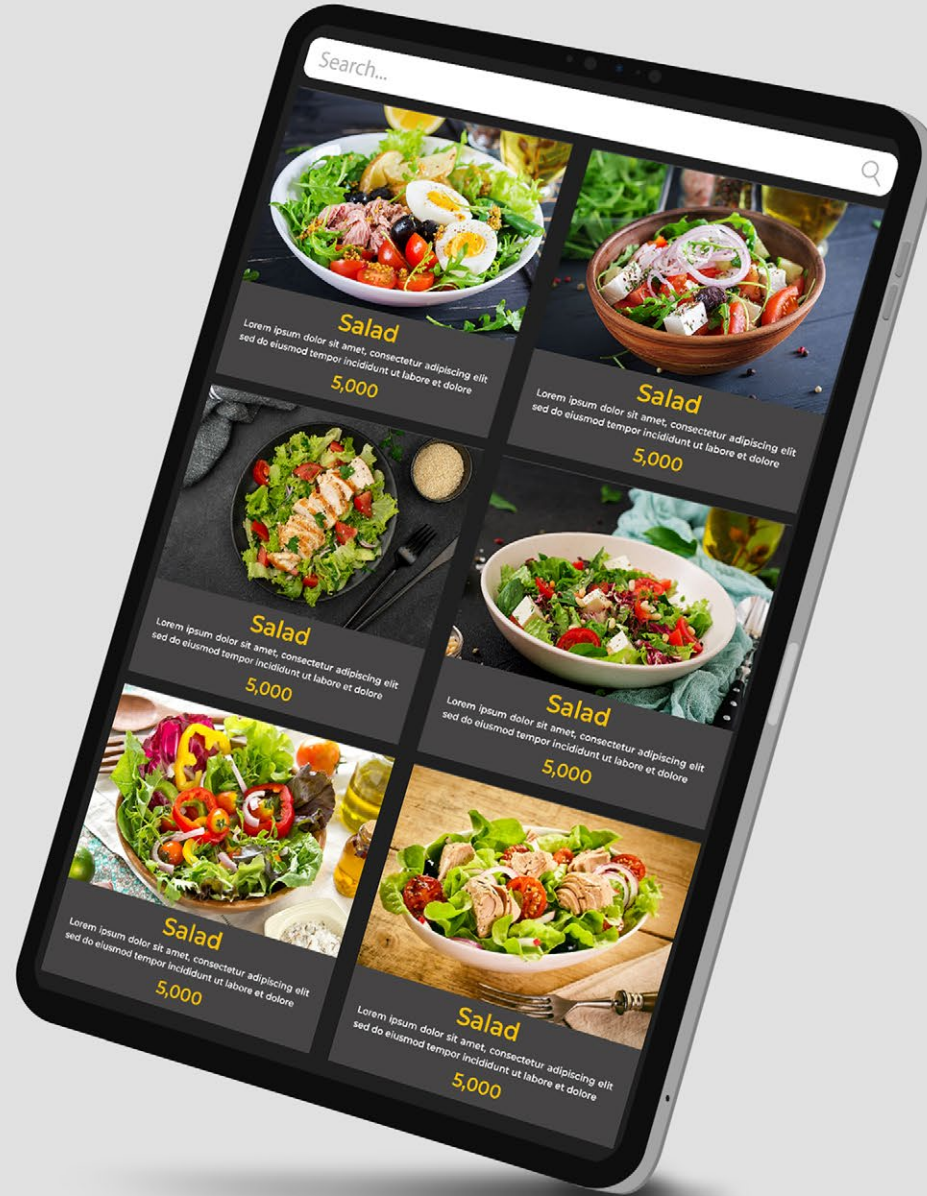 Search...
Salad
Lorem ipsum dolor sit amet, consectetur adipiscing elit
sed do eiusmod tempor incididunt ut labore et dolore
5,000
Salad
Lorem ipsum dolor sit amet, consectetur adipiscing elit
sed do eiusmod tempor incididunt ut labore et dolore
5,000
Salad
Lorem ipsum dolor sit amet, consectetur adipiscing elit
sed do eiusmod tempor incididunt ut labore et dolore
5,000
Salad
Lorem ipsum dolor sit amet, consectetur adipiscing elit
sed do eiusmod tempor incididunt ut labore et dolore
5,000
Salad
Lorem ipsum dolor sit amet, consectetur adipiscing elit
sed do eiusmod tempor incididunt ut labore et dolore
5,000
Salad
Lorem ipsum dolor sit amet, consectetur adipiscing elit
sed do eiusmod tempor incididunt ut labore et dolore
5,000